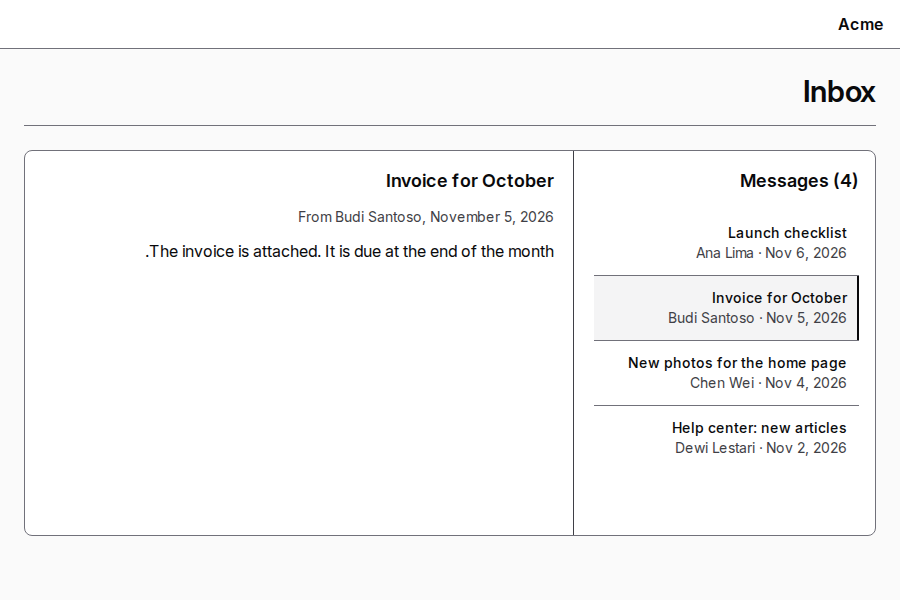 Acme
Inbox
Messages (4)
Launch checklist
Ana Lima · Nov 6, 2026
Invoice for October
Budi Santoso · Nov 5, 2026
New photos for the home page
Chen Wei · Nov 4, 2026
Help center: new articles
Dewi Lestari · Nov 2, 2026
Invoice for October
From Budi Santoso, November 5, 2026
.The invoice is attached. It is due at the end of the month